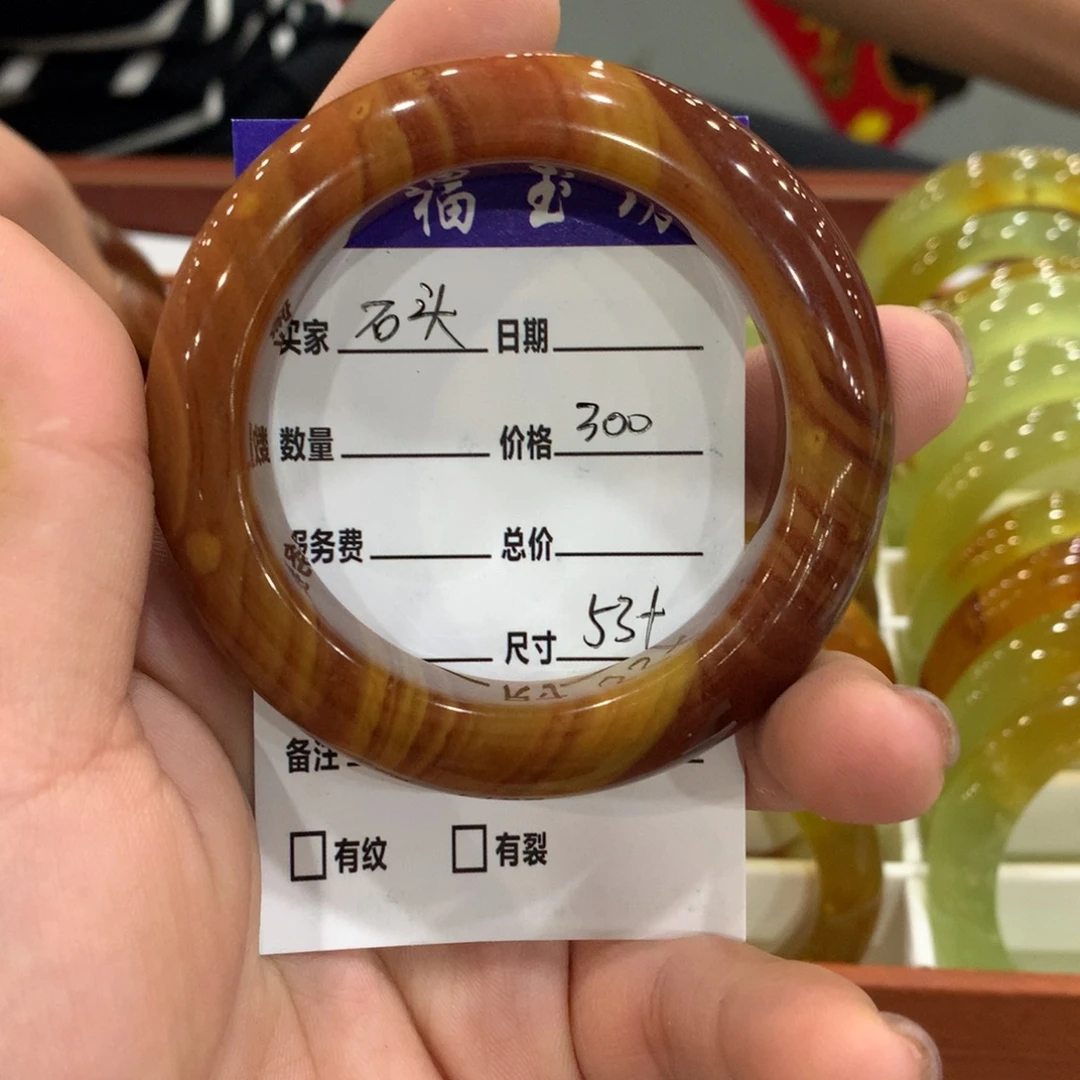 福玉
买家 石头 日期
数量 价格 300
服务费 总价
尺寸 53+
备注
有纹 有裂